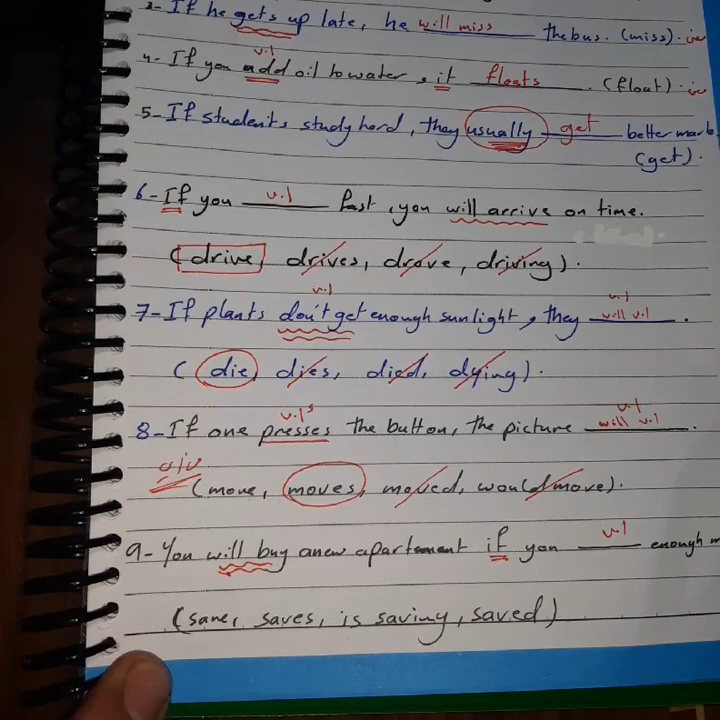 3- If he gets up late, he will miss the bus. (miss).
v.1
4- If you add oil to water, it floats (float).
5- If students study hard, they usually get better mark
(get).
v.1
6- If you ______ fast, you will arrive on time.
(drive, drives, drove, driving).
v.1 v.1
7- If plants don't get enough sunlight, they will v.1.
(die, dies, died, dying).
v.1s v.1
8- If one presses the button, the picture will v.1.
(move, moves, moved, would move).
v.1
9- You will buy a new apartment if you ______ enough m
(save, saves, is saving, saved)